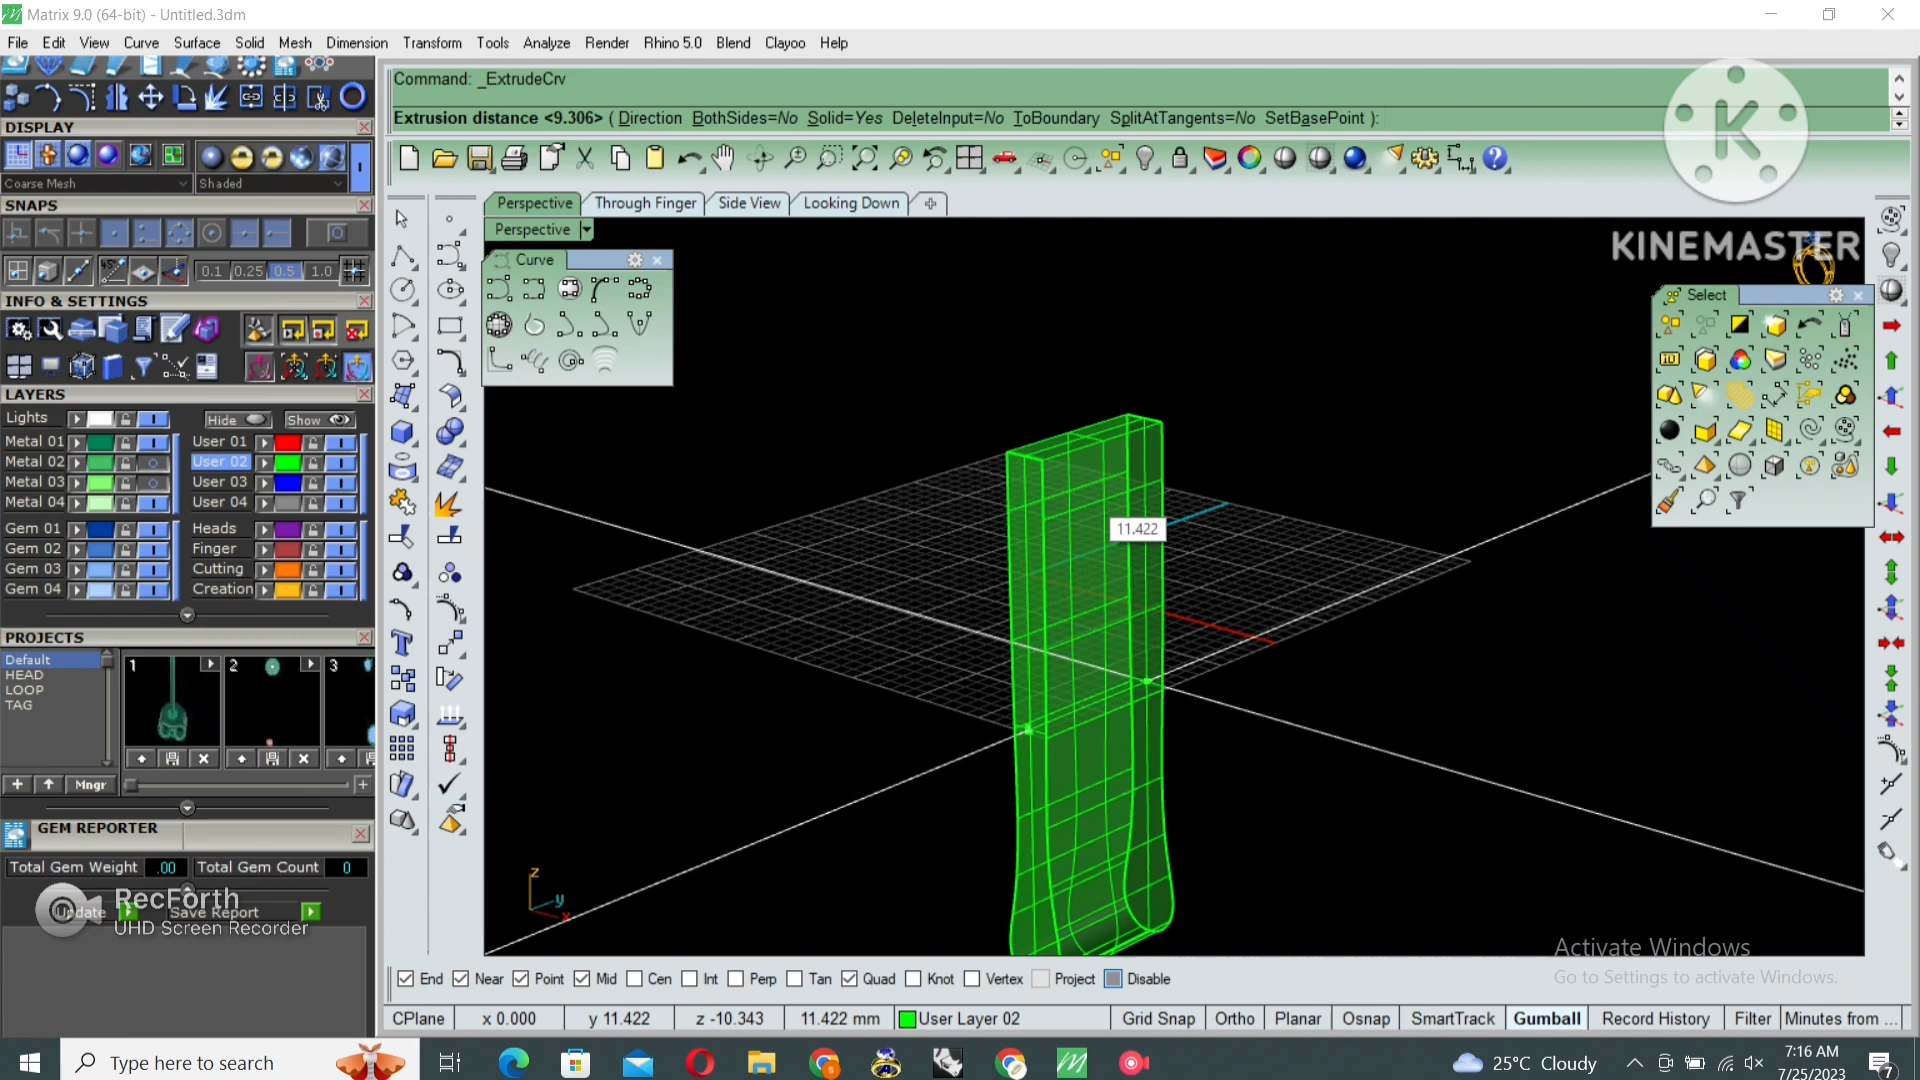 Matrix 9.0 (64-bit) - Untitled.3dm
File Edit View Curve Surface Solid Mesh Dimension Transform Tools Analyze Render Rhino 5.0 Blend Clayoo Help
Command: _ExtrudeCrv
Extrusion distance <9.306> ( Direction BothSides=No Solid=Yes DeleteInput=No ToBoundary SplitAtTangents=No SetBasePoint ):
K
KINEMASTER
DISPLAY
Coarse Mesh Shaded
SNAPS
0.1 0.25 0.5 1.0
INFO & SETTINGS
LAYERS
Lights Hide Show
Metal 01 User 01
Metal 02 User 02
Metal 03 User 03
Metal 04 User 04
Gem 01 Heads
Gem 02 Finger
Gem 03 Cutting
Gem 04 Creation
PROJECTS
Default
HEAD
LOOP
TAG
1 2 3
Mngr
GEM REPORTER
Total Gem Weight .00 Total Gem Count 0
Update Save Report
RecForth
UHD Screen Recorder
Perspective Through Finger Side View Looking Down
Perspective
Curve
Select
11.422
z
y
x
Activate Windows
Go to Settings to activate Windows.
End Near Point Mid Cen Int Perp Tan Quad Knot Vertex Project Disable
CPlane x 0.000 y 11.422 z -10.343 11.422 mm User Layer 02 Grid Snap Ortho Planar Osnap SmartTrack Gumball Record History Filter Minutes from ...
Type here to search
25°C Cloudy
7:16 AM
7/25/2023
7